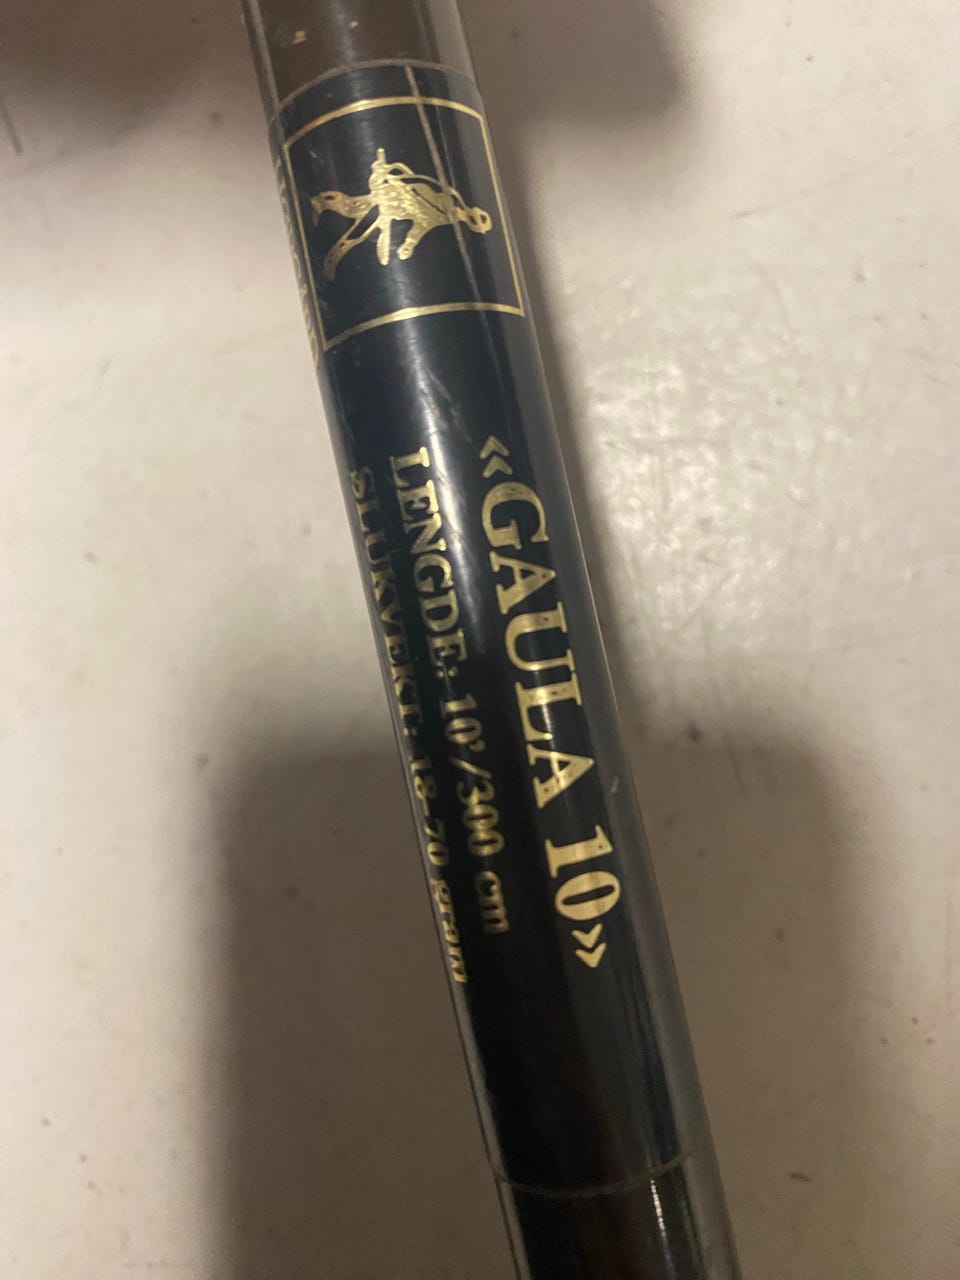 «GAULA 10»
LENGDE: 10'/300 cm
SLUKVEKT: 18-70 gram